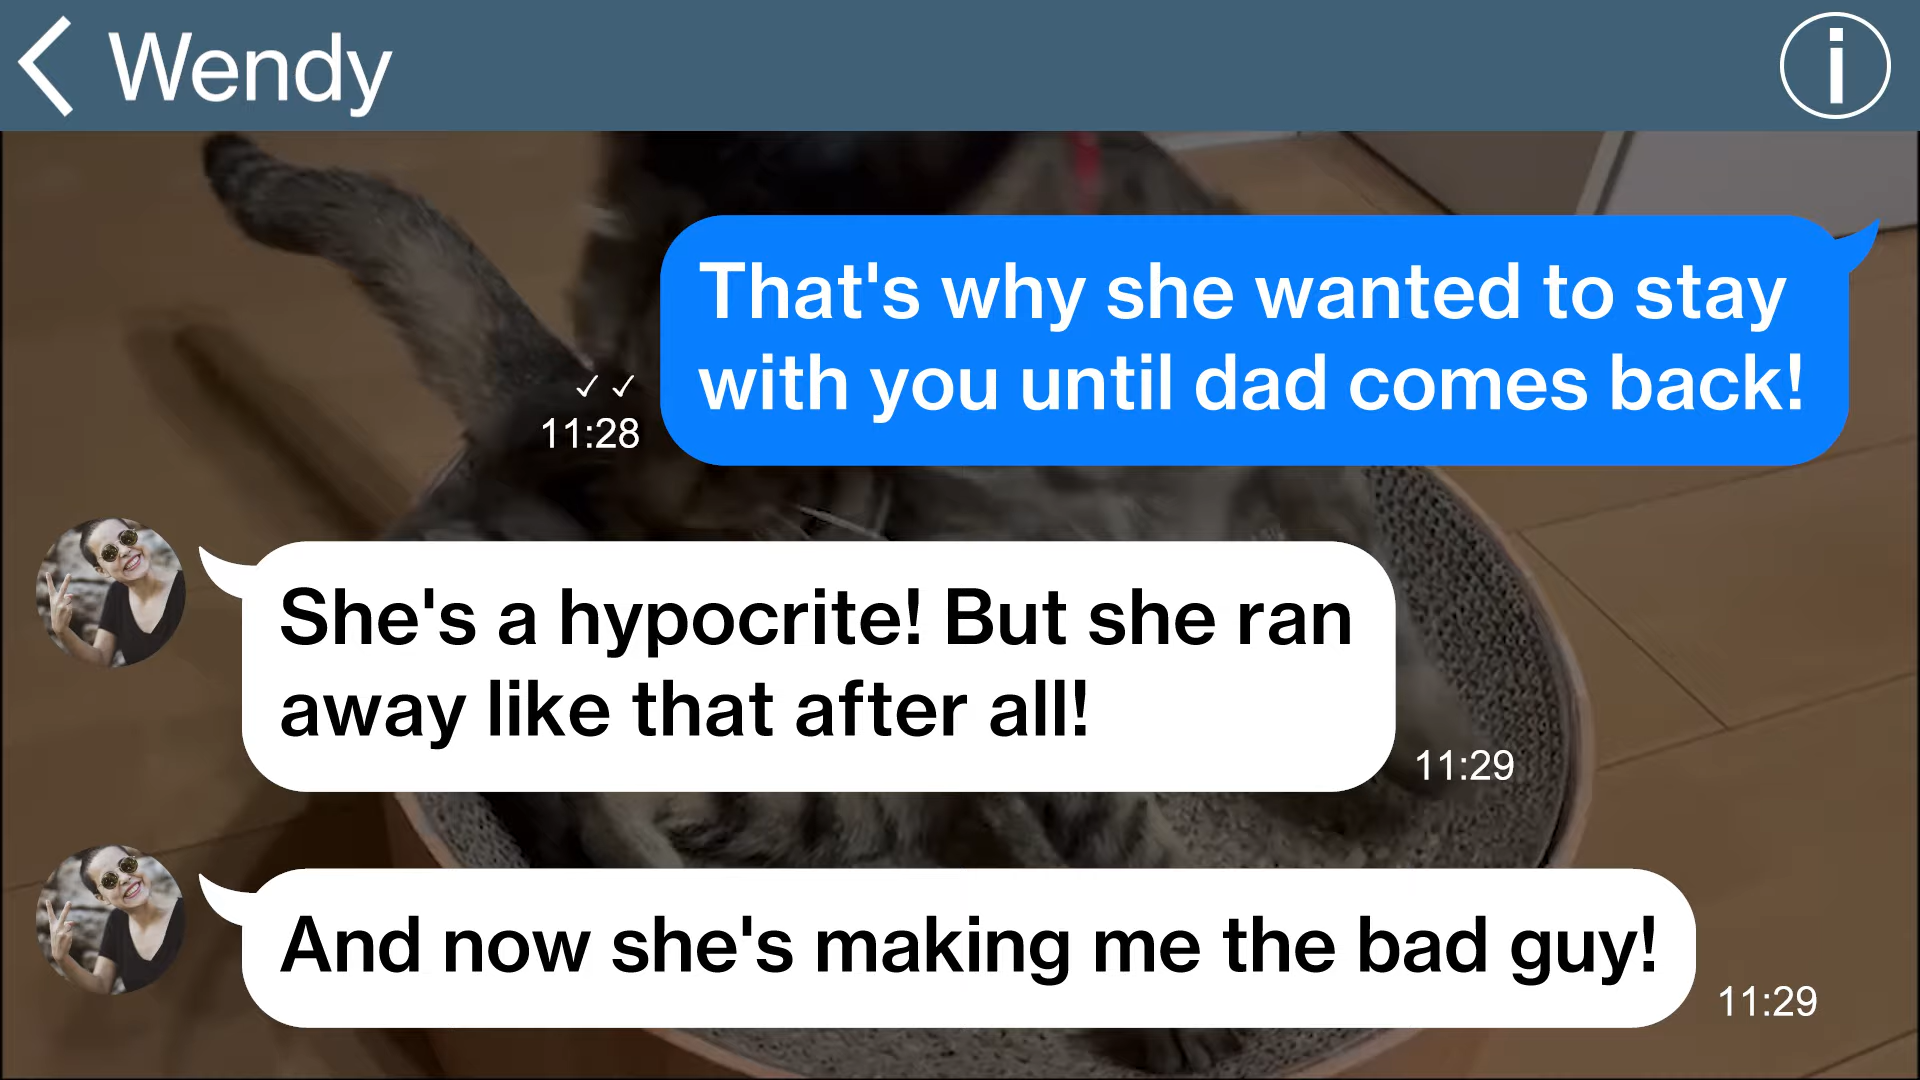 Wendy
That's why she wanted to stay
with you until dad comes back!
✓ ✓
11:28
She's a hypocrite! But she ran
away like that after all!
11:29
And now she's making me the bad guy!
11:29